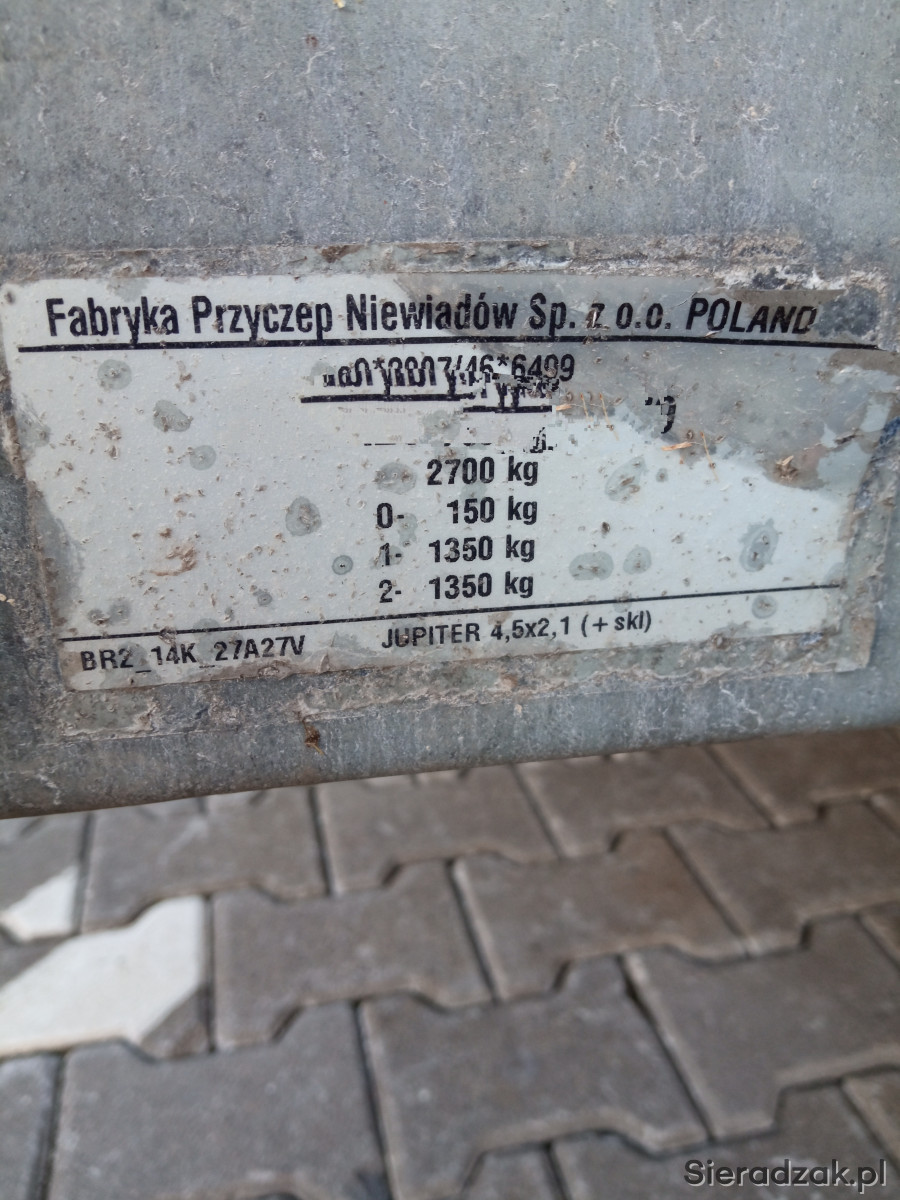 Fabryka Przyczep Niewiadów Sp. z o.o. POLAND
2700 kg
0- 150 kg
1- 1350 kg
2- 1350 kg
BR2_14K_27A27V JUPITER 4,5x2,1 (+skl)
Sieradzak.pl